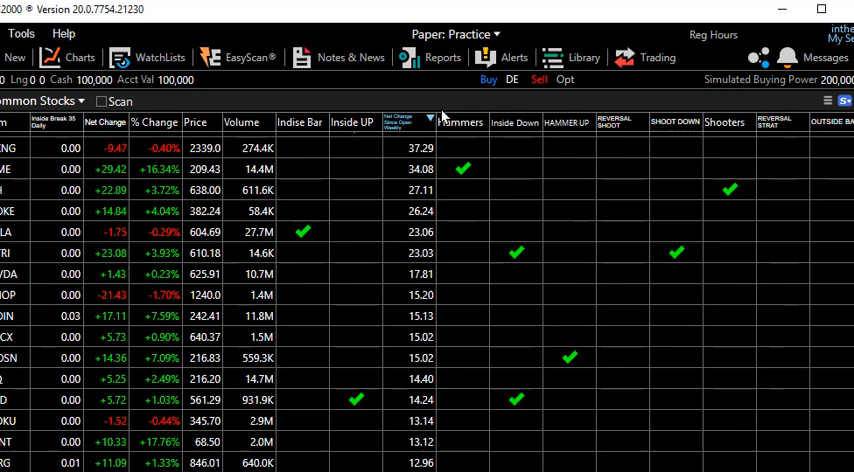 2000 ® Version 20.0.7754.21230
Tools Help Paper: Practice Reg Hours inthe
My Se
New Charts WatchLists EasyScan® Notes & News Reports Alerts Library Trading Messages
0 Lng 0 0 Cash 100,000 Acct Val 100,000 Buy DE Sell Opt Simulated Buying Power 200,00
ommon Stocks Scan
m Inside Break 35 Daily Net Change % Change Price Volume Indise Bar Inside UP Net Change Since Open Weekly Hammers Inside Down HAMMER UP REVERSAL SHOOT SHOOT DOWN Shooters REVERSAL STRAT OUTSIDE BA
NG 0.00 -9.47 -0.40% 2339.0 274.4K 37.29
ME 0.00 +29.42 +16.34% 209.43 14.4M 34.08
H 0.00 +22.89 +3.72% 638.00 611.6K 27.11
OKE 0.00 +14.84 +4.04% 382.24 58.4K 26.24
LA 0.00 -1.75 -0.29% 604.69 27.7M 23.06
RI 0.00 +23.08 +3.93% 610.18 14.6K 23.03
VDA 0.00 +1.43 +0.23% 625.91 10.7M 17.81
HOP 0.00 -21.43 -1.70% 1240.0 1.4M 15.20
OIN 0.03 +17.11 +7.59% 242.41 11.8M 15.13
CX 0.00 +5.73 +0.90% 640.37 1.5M 15.02
OSN 0.00 +14.36 +7.09% 216.83 559.3K 15.02
Q 0.00 +5.25 +2.49% 216.20 14.7M 14.40
D 0.00 +5.72 +1.03% 561.29 931.9K 14.24
OKU 0.00 -1.52 -0.44% 345.70 2.9M 13.14
NT 0.00 +10.33 +17.76% 68.50 2.0M 13.12
RG 0.01 +11.09 +1.33% 846.01 640.0K 12.96